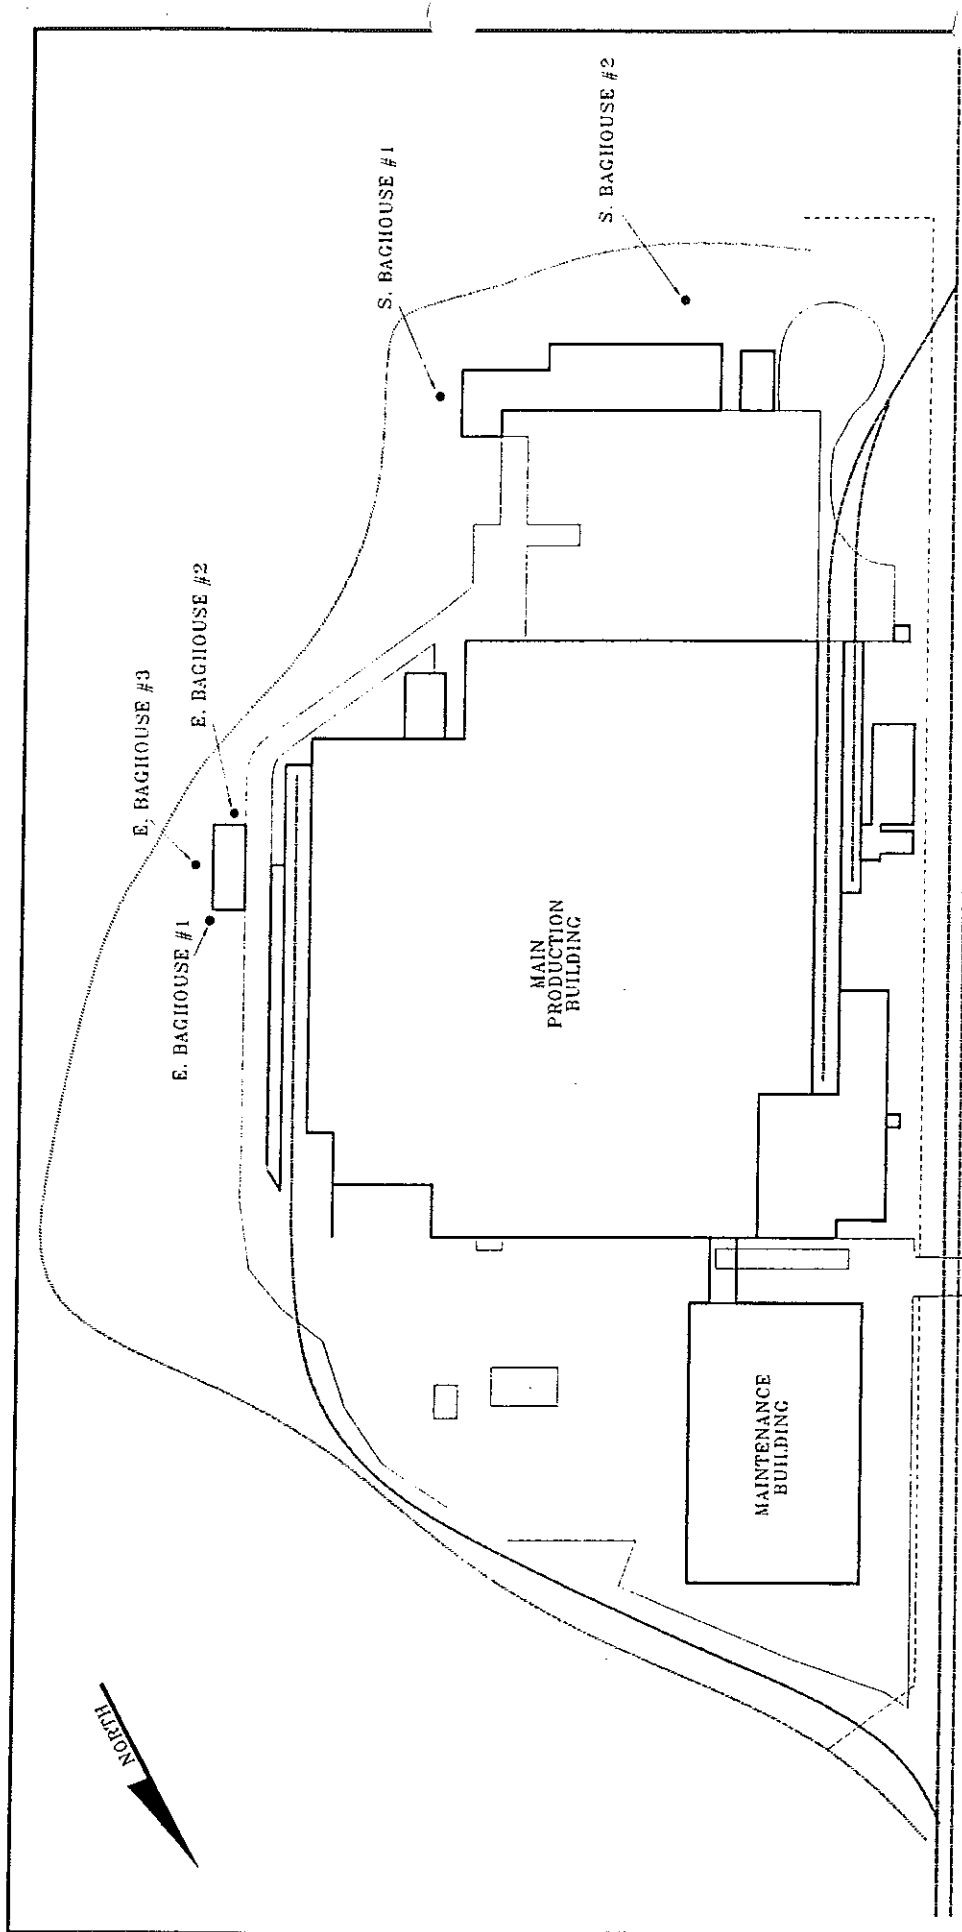 S. BAGHOUSE #2
S. BAGHOUSE #1
E. BAGHOUSE #2
E. BAGHOUSE #3
E. BAGHOUSE #1
MAIN
PRODUCTION
BUILDING
MAINTENANCE
BUILDING
NORTH